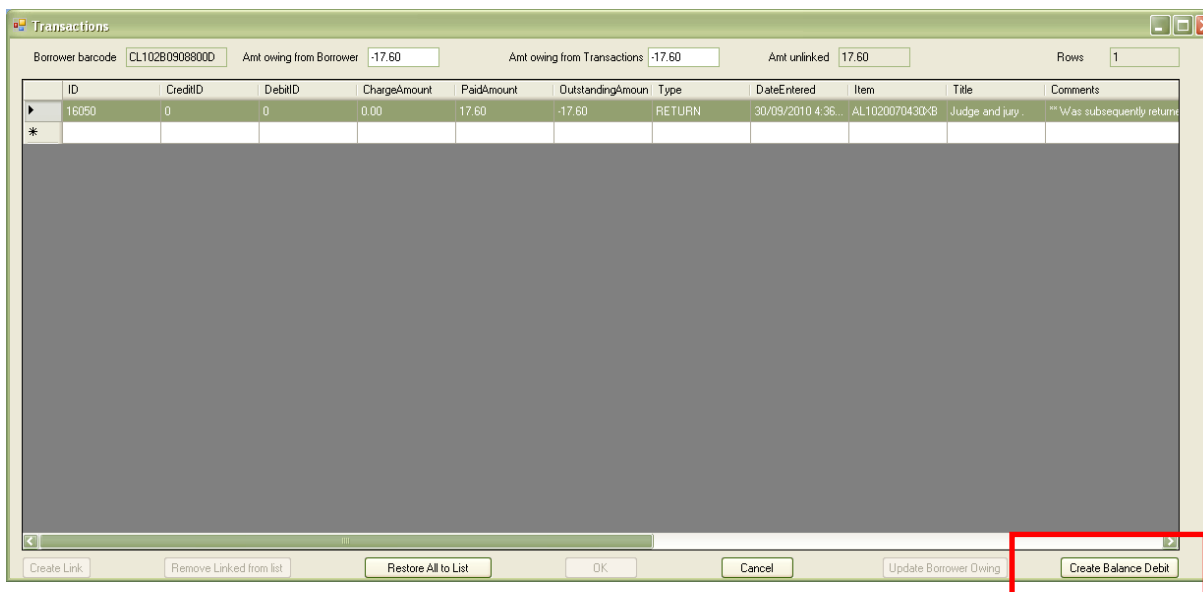 Transactions
Borrower barcode CL102B0908800D Amt owing from Borrower -17.60 Amt owing from Transactions -17.60 Amt unlinked 17.60 Rows 1
ID CreditID DebitID ChargeAmount PaidAmount OutstandingAmoun Type DateEntered Item Title Comments
16050 0 0 0.00 17.60 -17.60 RETURN 30/09/2010 4:36... AL1020070430XB Judge and jury . ** Was subsequently returne
Create Link Remove Linked from list Restore All to List OK Cancel Update Borrower Owing Create Balance Debit